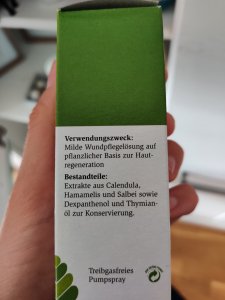 Verwendungszweck:
Milde Wundpflegelösung auf
pflanzlicher Basis zur Haut-
regeneration
Bestandteile:
Extrakte aus Calendula,
Hamamelis und Salbei sowie
Dexpanthenol und Thymian-
öl zur Konservierung.
Treibgasfreies
Pumpspray